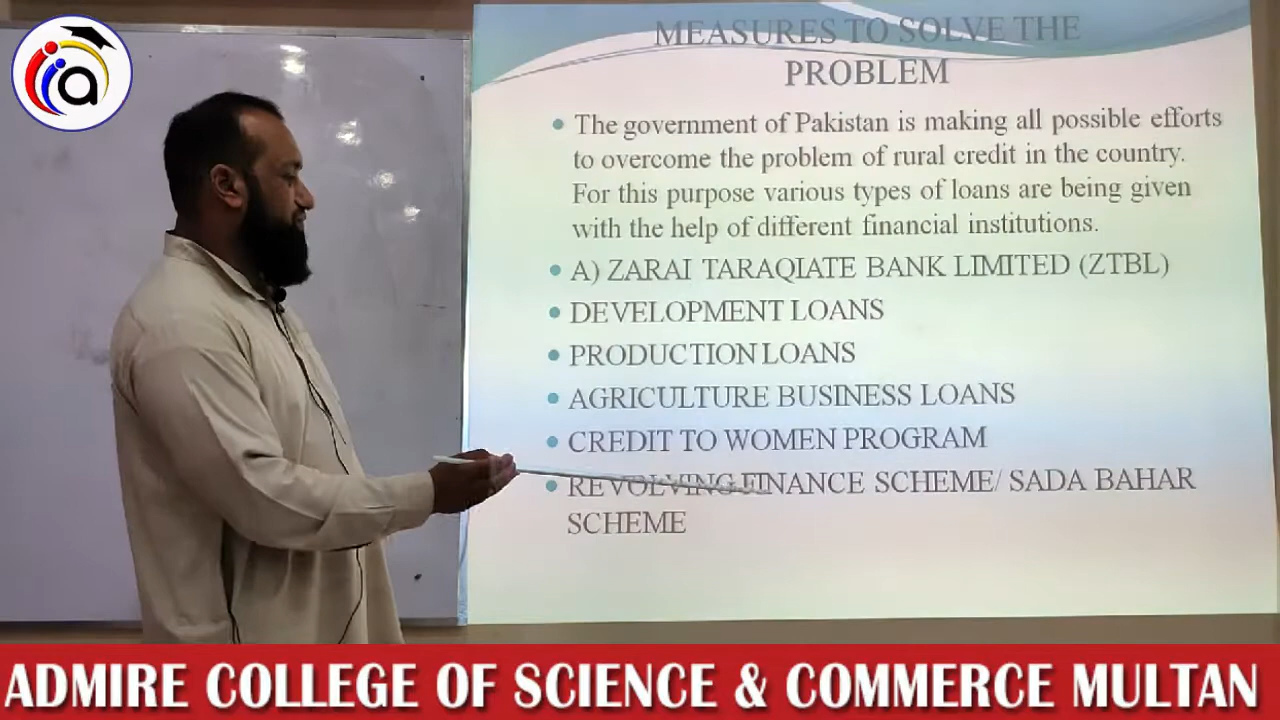 MEASURES TO SOLVE THE
PROBLEM
• The government of Pakistan is making all possible efforts
to overcome the problem of rural credit in the country.
For this purpose various types of loans are being given
with the help of different financial institutions.
• A) ZARAI TARAQIATE BANK LIMITED (ZTBL)
• DEVELOPMENT LOANS
• PRODUCTION LOANS
• AGRICULTURE BUSINESS LOANS
• CREDIT TO WOMEN PROGRAM
• REVOLVING FINANCE SCHEME/ SADA BAHAR
SCHEME
ADMIRE COLLEGE OF SCIENCE & COMMERCE MULTAN